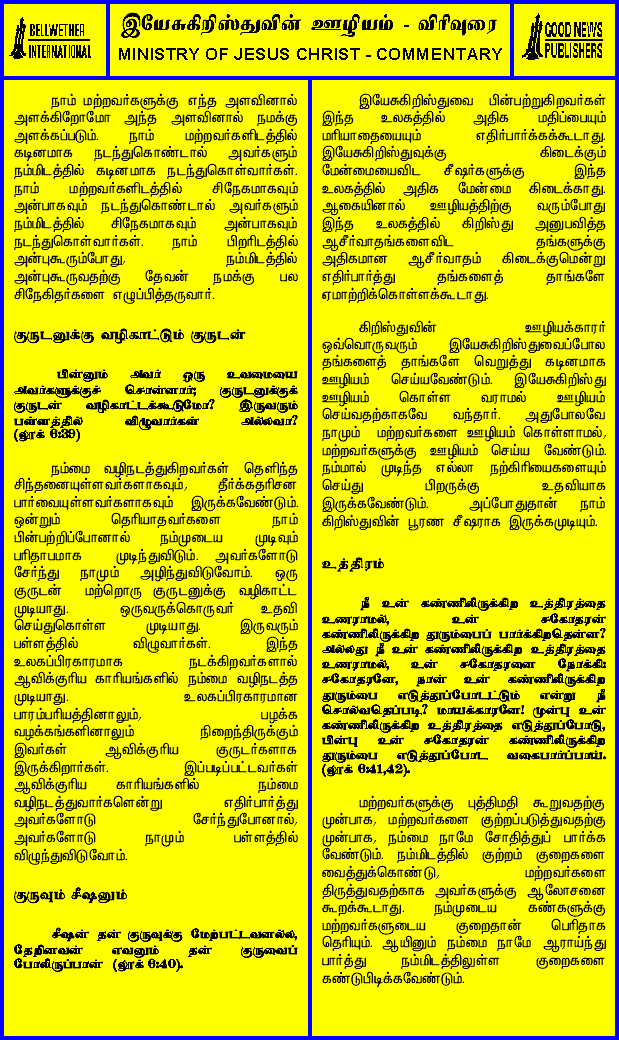 BELLWETHER
INTERNATIONAL
இயேசுகிறிஸ்துவின் ஊழியம் - விரிவுரை
MINISTRY OF JESUS CHRIST - COMMENTARY
GOOD NEWS
PUBLISHERS
நாம் மற்றவர்களுக்கு எந்த அளவினால்
அளக்கிறோமோ அந்த அளவினால் நமக்கு
அளக்கப்படும். நாம் மற்றவர்களிடத்தில்
கடினமாக நடந்துகொண்டால் அவர்களும்
நம்மிடத்தில் கடினமாக நடந்துகொள்வார்கள்.
நாம் மற்றவர்களிடத்தில் சிநேகமாகவும்
அன்பாகவும் நடந்துகொண்டால் அவர்களும்
நம்மிடத்தில் சிநேகமாகவும் அன்பாகவும்
நடந்துகொள்வார்கள். நாம் பிறரிடத்தில்
அன்புகூரும்போது, நம்மிடத்தில்
அன்புகூருவதற்கு தேவன் நமக்கு பல
சிநேகிதர்களை எழுப்பித்தருவார்.
குருடனுக்கு வழிகாட்டும் குருடன்
பின்னும் அவர் ஒரு உவமையை
அவர்களுக்குச் சொன்னார்; குருடனுக்குக்
குருடன் வழிகாட்டக்கூடுமோ? இருவரும்
பள்ளத்தில் விழுவார்கள் அல்லவா?
(லூக் 6:39)
நம்மை வழிநடத்துகிறவர்கள் தெளிந்த
சிந்தனையுள்ளவர்களாகவும், தீர்க்கதரிசன
பார்வையுள்ளவர்களாகவும் இருக்கவேண்டும்.
ஒன்றும் தெரியாதவர்களை நாம்
பின்பற்றிப்போனால் நம்முடைய முடிவும்
பரிதாபமாக முடிந்துவிடும். அவர்களோடு
சேர்ந்து நாமும் அழிந்துவிடுவோம். ஒரு
குருடன் மற்றொரு குருடனுக்கு வழிகாட்ட
முடியாது. ஒருவருக்கொருவர் உதவி
செய்துகொள்ள முடியாது. இருவரும்
பள்ளத்தில் விழுவார்கள். இந்த
உலகப்பிரகாரமாக நடக்கிறவர்களால்
ஆவிக்குரிய காரியங்களில் நம்மை வழிநடத்த
முடியாது. உலகப்பிரகாரமான
பாரம்பரியத்தினாலும், பழக்க
வழக்கங்களினாலும் நிறைந்திருக்கும்
இவர்கள் ஆவிக்குரிய குருடர்களாக
இருக்கிறார்கள். இப்படிப்பட்டவர்கள்
ஆவிக்குரிய காரியங்களில் நம்மை
வழிநடத்துவார்களென்று எதிர்பார்த்து
அவர்களோடு சேர்ந்துபோனால்,
அவர்களோடு நாமும் பள்ளத்தில்
விழுந்துவிடுவோம்.
குருவும் சீஷனும்
சீஷன் தன் குருவுக்கு மேற்பட்டவனல்ல,
தேறினவன் எவனும் தன் குருவைப்
போலிருப்பான் (லூக் 6:40).
இயேசுகிறிஸ்துவை பின்பற்றுகிறவர்கள்
இந்த உலகத்தில் அதிக மதிப்பையும்
மரியாதையையும் எதிர்பார்க்கக்கூடாது.
இயேசுகிறிஸ்துவுக்கு கிடைக்கும்
மேன்மையைவிட சீஷர்களுக்கு இந்த
உலகத்தில் அதிக மேன்மை கிடைக்காது.
ஆகையினால் ஊழியத்திற்கு வரும்போது
இந்த உலகத்தில் கிறிஸ்து அனுபவித்த
ஆசீர்வாதங்களைவிட தங்களுக்கு
அதிகமான ஆசீர்வாதம் கிடைக்குமென்று
எதிர்பார்த்து தங்களைத் தாங்களே
ஏமாற்றிக்கொள்ளக்கூடாது.
கிறிஸ்துவின் ஊழியக்காரர்
ஒவ்வொருவரும் இயேசுகிறிஸ்துவைப்போல
தங்களைத் தாங்களே வெறுத்து கடினமாக
ஊழியம் செய்யவேண்டும். இயேசுகிறிஸ்து
ஊழியம் கொள்ள வராமல் ஊழியம்
செய்வதற்காகவே வந்தார். அதுபோலவே
நாமும் மற்றவர்களை ஊழியம் கொள்ளாமல்,
மற்றவர்களுக்கு ஊழியம் செய்ய வேண்டும்.
நம்மால் முடிந்த எல்லா நற்கிரியைகளையும்
செய்து பிறருக்கு உதவியாக
இருக்கவேண்டும். அப்போதுதான் நாம்
கிறிஸ்துவின் பூரண சீஷராக இருக்கமுடியும்.
உத்திரம்
நீ உன் கண்ணிலிருக்கிற உத்திரத்தை
உணராமல், உன் சகோதரன்
கண்ணிலிருக்கிற துரும்பைப் பார்க்கிறதென்ன?
அல்லது நீ உன் கண்ணிலிருக்கிற உத்திரத்தை
உணராமல், உன் சகோதரனை நோக்கி:
சகோதரனே, நான் உன் கண்ணிலிருக்கிற
துரும்பை எடுத்துப்போடட்டும் என்று நீ
சொல்வதெப்படி? மாயக்காரனே! முன்பு உன்
கண்ணிலிருக்கிற உத்திரத்தை எடுத்துப்போடு,
பின்பு உன் சகோதரன் கண்ணிலிருக்கிற
துரும்பை எடுத்துப்போட வகைபார்ப்பாய்.
(லூக் 6:41,42).
மற்றவர்களுக்கு புத்திமதி கூறுவதற்கு
முன்பாக, மற்றவர்களை குற்றப்படுத்துவதற்கு
முன்பாக, நம்மை நாமே சோதித்துப் பார்க்க
வேண்டும். நம்மிடத்தில் குற்றம் குறைகளை
வைத்துக்கொண்டு, மற்றவர்களை
திருத்துவதற்காக அவர்களுக்கு ஆலோசனை
கூறக்கூடாது. நம்முடைய கண்களுக்கு
மற்றவர்களுடைய குறைதான் பெரிதாக
தெரியும். ஆயினும் நம்மை நாமே ஆராய்ந்து
பார்த்து நம்மிடத்திலுள்ள குறைகளை
கண்டுபிடிக்கவேண்டும்.